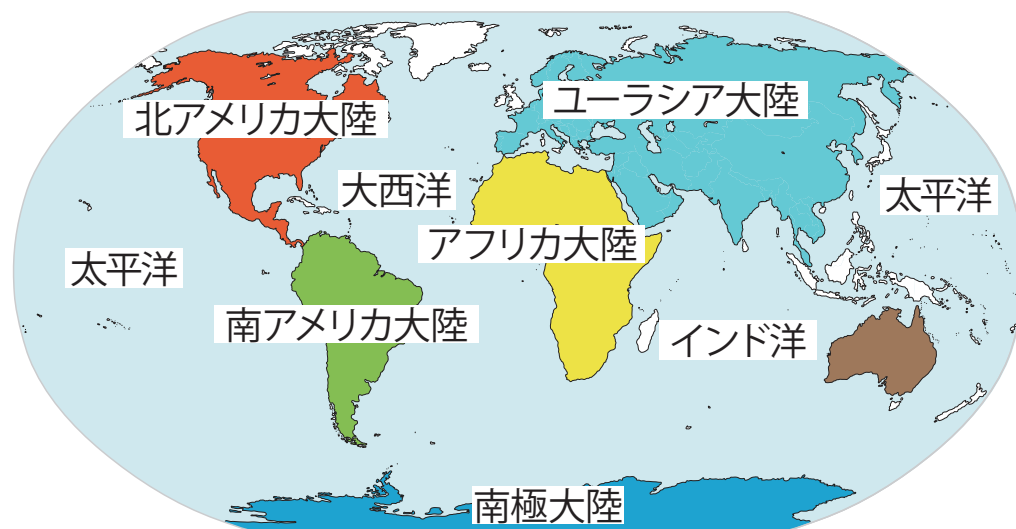 ユーラシア大陸
北アメリカ大陸
大西洋
太平洋
アフリカ大陸
太平洋
南アメリカ大陸
インド洋
南極大陸